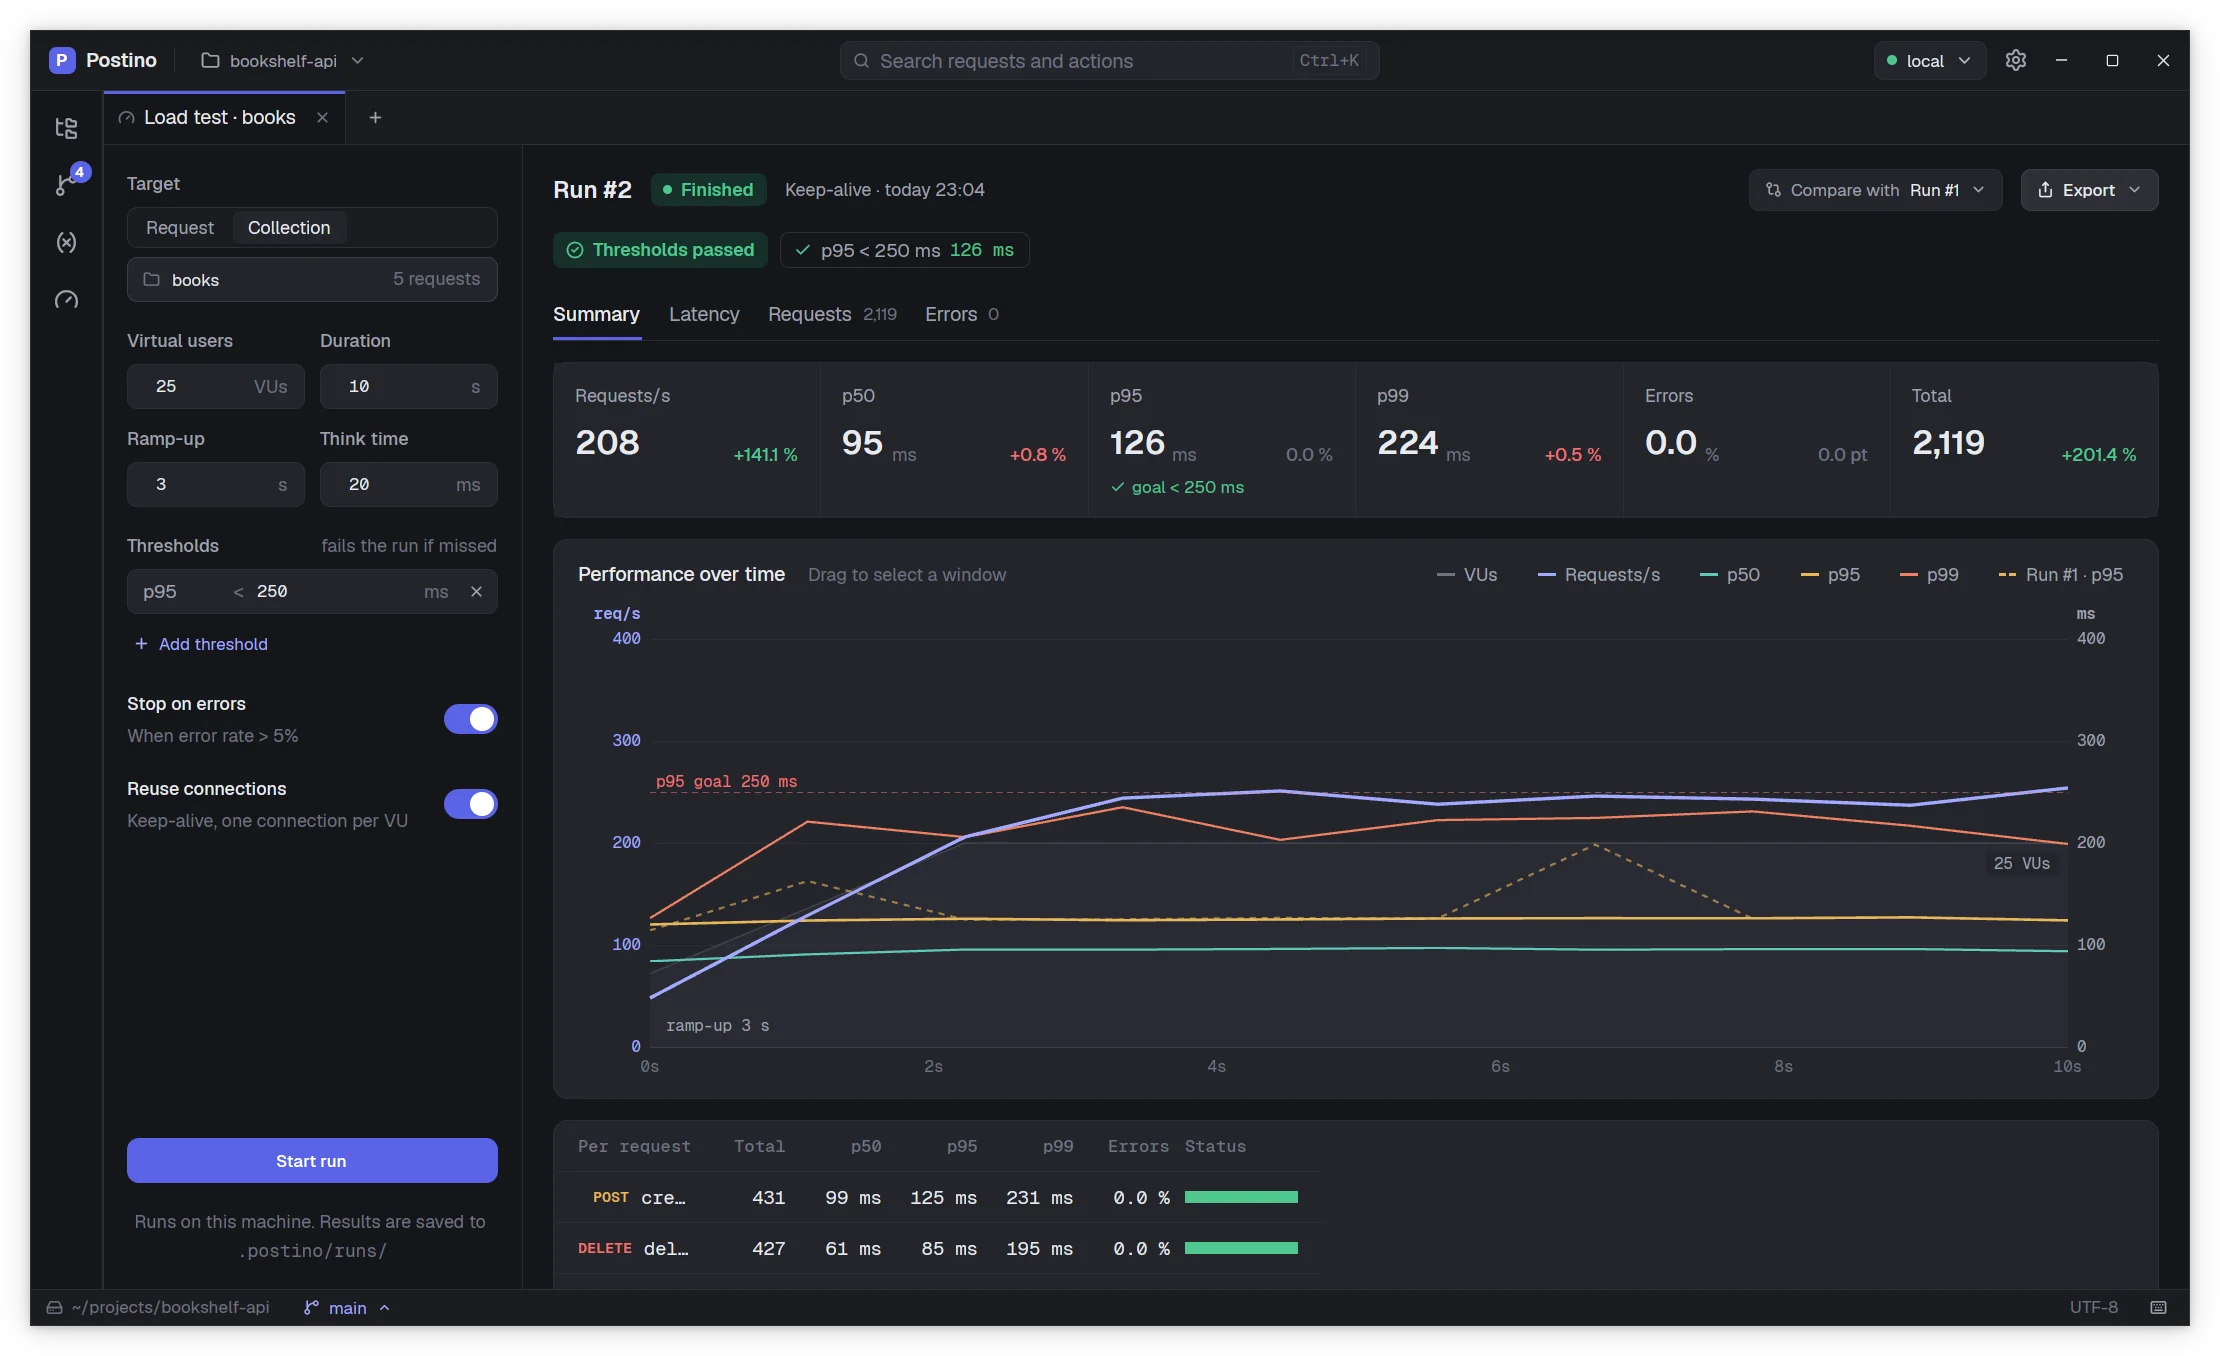 P Postino bookshelf-api Search requests and actions Ctrl+K local
Load test · books
4
Target
Request Collection
books 5 requests
Virtual users Duration
25 VUs 10 s
Ramp-up Think time
3 s 20 ms
Thresholds fails the run if missed
p95 < 250 ms
Add threshold
Stop on errors
When error rate > 5%
Reuse connections
Keep-alive, one connection per VU
Start run
Runs on this machine. Results are saved to
.postino/runs/
Run #2 Finished Keep-alive · today 23:04 Compare with Run #1 Export
Thresholds passed p95 < 250 ms 126 ms
Summary Latency Requests 2,119 Errors 0
Requests/s p50 p95 p99 Errors Total
208 +141.1 % 95 ms +0.8 % 126 ms 0.0 % 224 ms +0.5 % 0.0 % 0.0 pt 2,119 +201.4 %
goal < 250 ms
Performance over time Drag to select a window VUs Requests/s p50 p95 p99 Run #1 · p95
req/s ms
400 400
300 300
p95 goal 250 ms
200 200
25 VUs
100 100
ramp-up 3 s
0 0
0s 2s 4s 6s 8s 10s
Per request Total p50 p95 p99 Errors Status
POST cre… 431 99 ms 125 ms 231 ms 0.0 %
DELETE del… 427 61 ms 85 ms 195 ms 0.0 %
~/projects/bookshelf-api main UTF-8